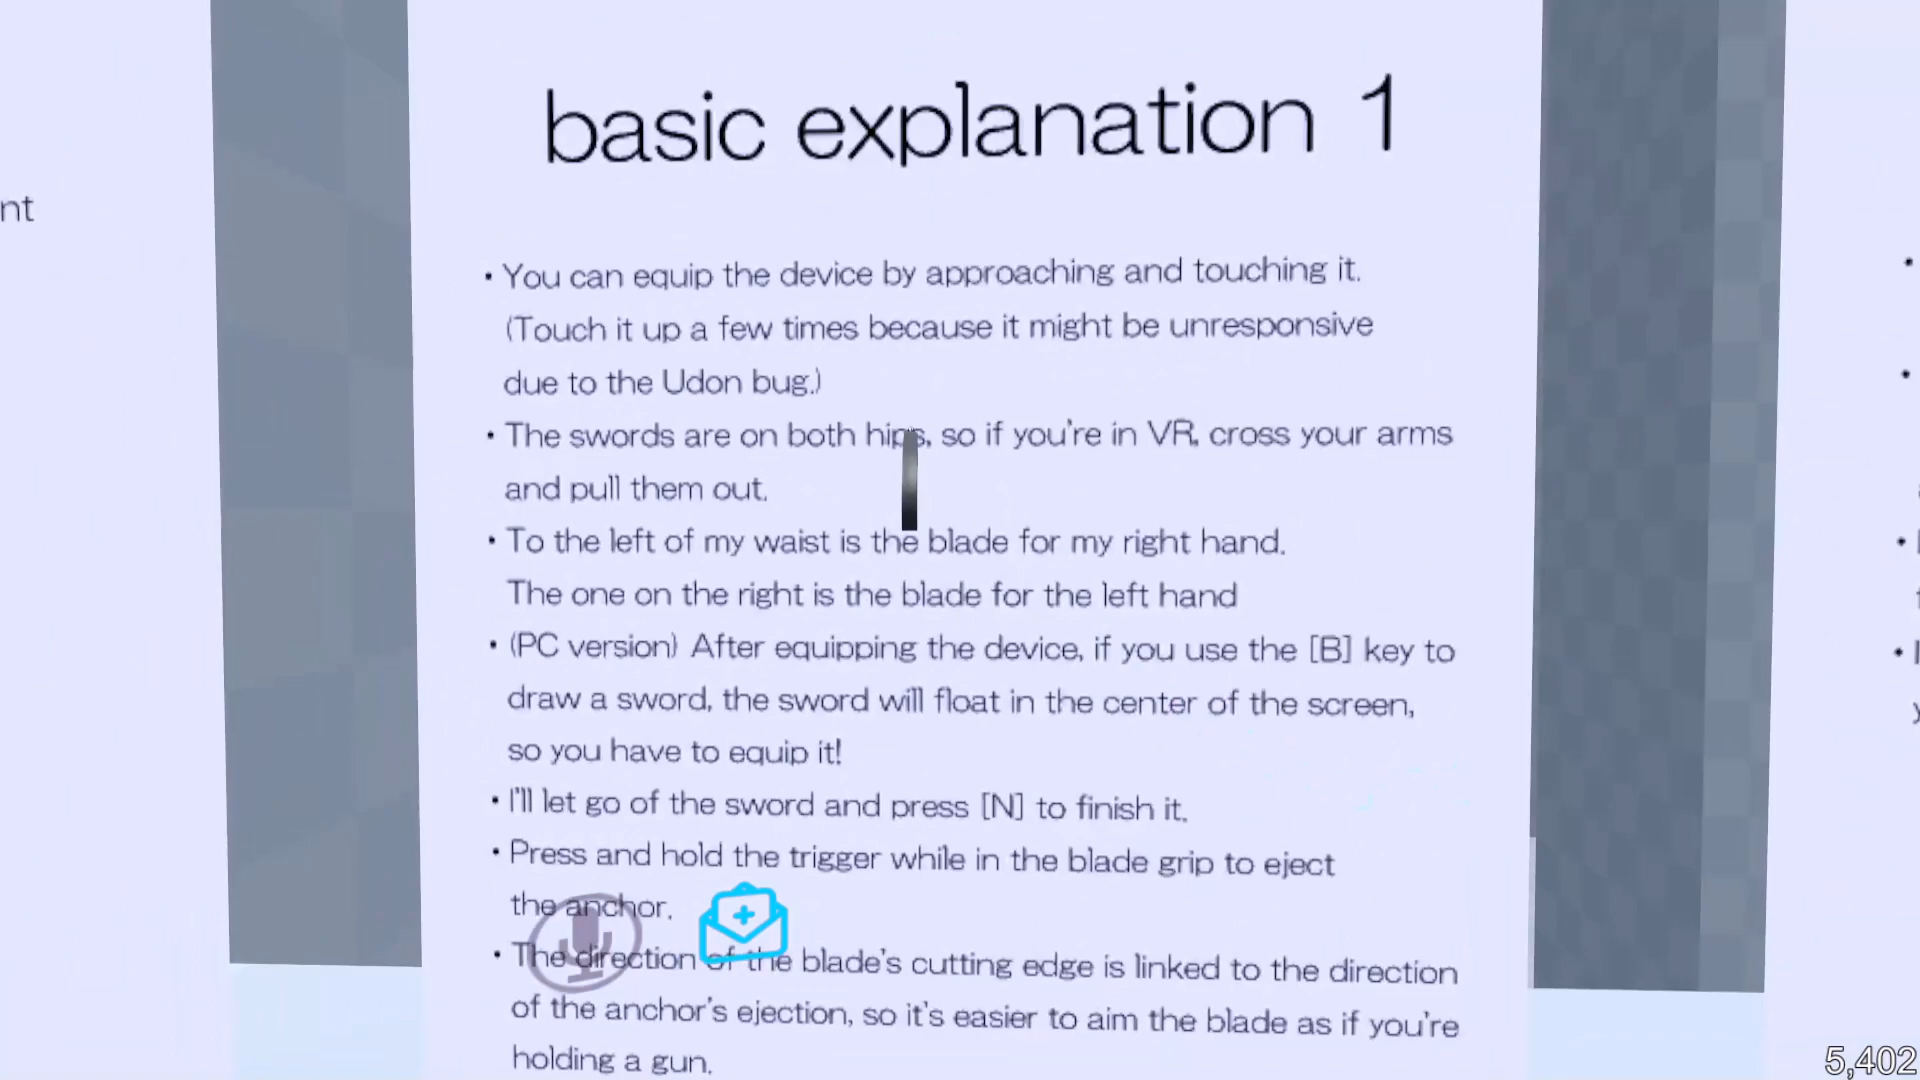 basic explanation 1
nt
• You can equip the device by approaching and touching it.
(Touch it up a few times because it might be unresponsive
due to the Udon bug.)
• The swords are on both hips, so if you're in VR, cross your arms
and pull them out.
• To the left of my waist is the blade for my right hand.
The one on the right is the blade for the left hand
• (PC version) After equipping the device, if you use the [B] key to
draw a sword, the sword will float in the center of the screen,
so you have to equip it!
• I'll let go of the sword and press [N] to finish it.
• Press and hold the trigger while in the blade grip to eject
the anchor.
• The direction of the blade's cutting edge is linked to the direction
of the anchor's ejection, so it's easier to aim the blade as if you're
holding a gun.
5,402